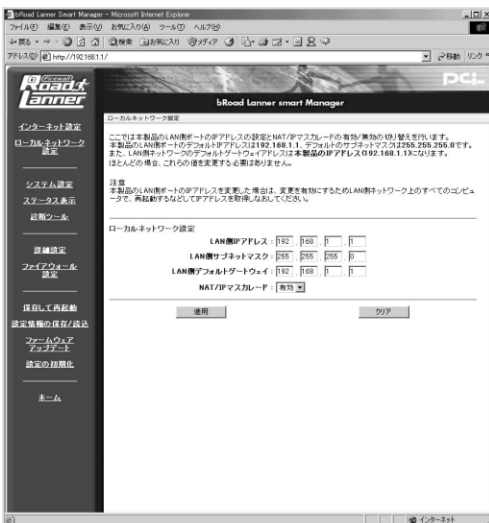 bRoad Lanner Smart Manager - Microsoft Internet Explorer
ファイル(F) 編集(E) 表示(V) お気に入り(A) ツール(T) ヘルプ(H)
戻る 検索 お気に入り メディア
アドレス(D) http://192.168.1.1/ 移動 リンク
Firewall
Road
Lanner
PCi
bRoad Lanner smart Manager
インターネット設定
ローカルネットワーク
設定
システム設定
ステータス表示
診断ツール
詳細設定
ファイアウォール
設定
保存して再起動
設定情報の保存/読込
ファームウェア
アップデート
設定の初期化
ホーム
ローカルネットワーク設定
ここでは本製品のLAN側ポートのIPアドレスの設定とNAT/IPマスカレードの有効/無効の切り替えを行います。
本製品のLAN側ポートのデフォルトIPアドレスは192.168.1.1、デフォルトのサブネットマスクは255.255.255.0です。
また、LAN側ネットワークのデフォルトゲートウェイアドレスは本製品のIPアドレス(192.168.1.1)になります。
ほとんどの場合、これらの値を変更する必要はありません。
注意
本製品のLAN側ポートのIPアドレスを変更した場合は、変更を有効にするためLAN側ネットワーク上のすべてのコンピュ
ータで、再起動するなどしてIPアドレスを取得しなおしてください。
ローカルネットワーク設定
LAN側IPアドレス : 192 . 168 . 1 . 1
LAN側サブネットマスク : 255 . 255 . 255 . 0
LAN側デフォルトゲートウェイ : 192 . 168 . 1 . 1
NAT/IPマスカレード : 有効
適用 クリア
インターネット